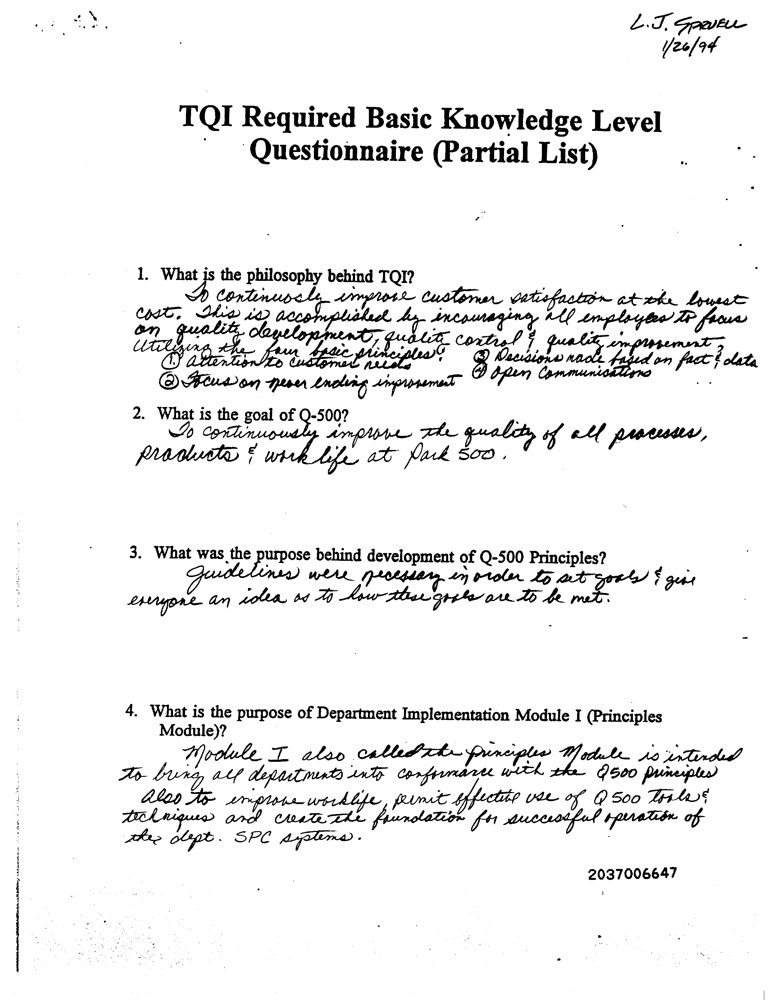 L.J. Spruell
1/26/94
TQI Required Basic Knowledge Level
Questionnaire (Partial List)
1. What is the philosophy behind TQI?
To continuosly improve customer satisfaction at the lowest
cost. This is accomplished by incouraging all employees to focus
on quality development, quality control & quality improvement,
Utilizing the four basic principles:
① attention to customer needs ③ Decisions made based on fact & data
② Focus on never ending improvement ④ open Communications
2. What is the goal of Q-500?
To continuously improve the quality of all processes,
products & work life at Park 500.
3. What was the purpose behind development of Q-500 Principles?
Guidelines were necessary in order to set goals & give
everyone an idea as to how these goals are to be met.
4. What is the purpose of Department Implementation Module I (Principles
Module)?
Module I also called the principles Module is intended
to bring all departments into conformance with the Q500 principles
also to improve worklife, permit effective use of Q500 Tools &
techniques and create the foundation for successful operation of
the dept. SPC systems.
2037006647